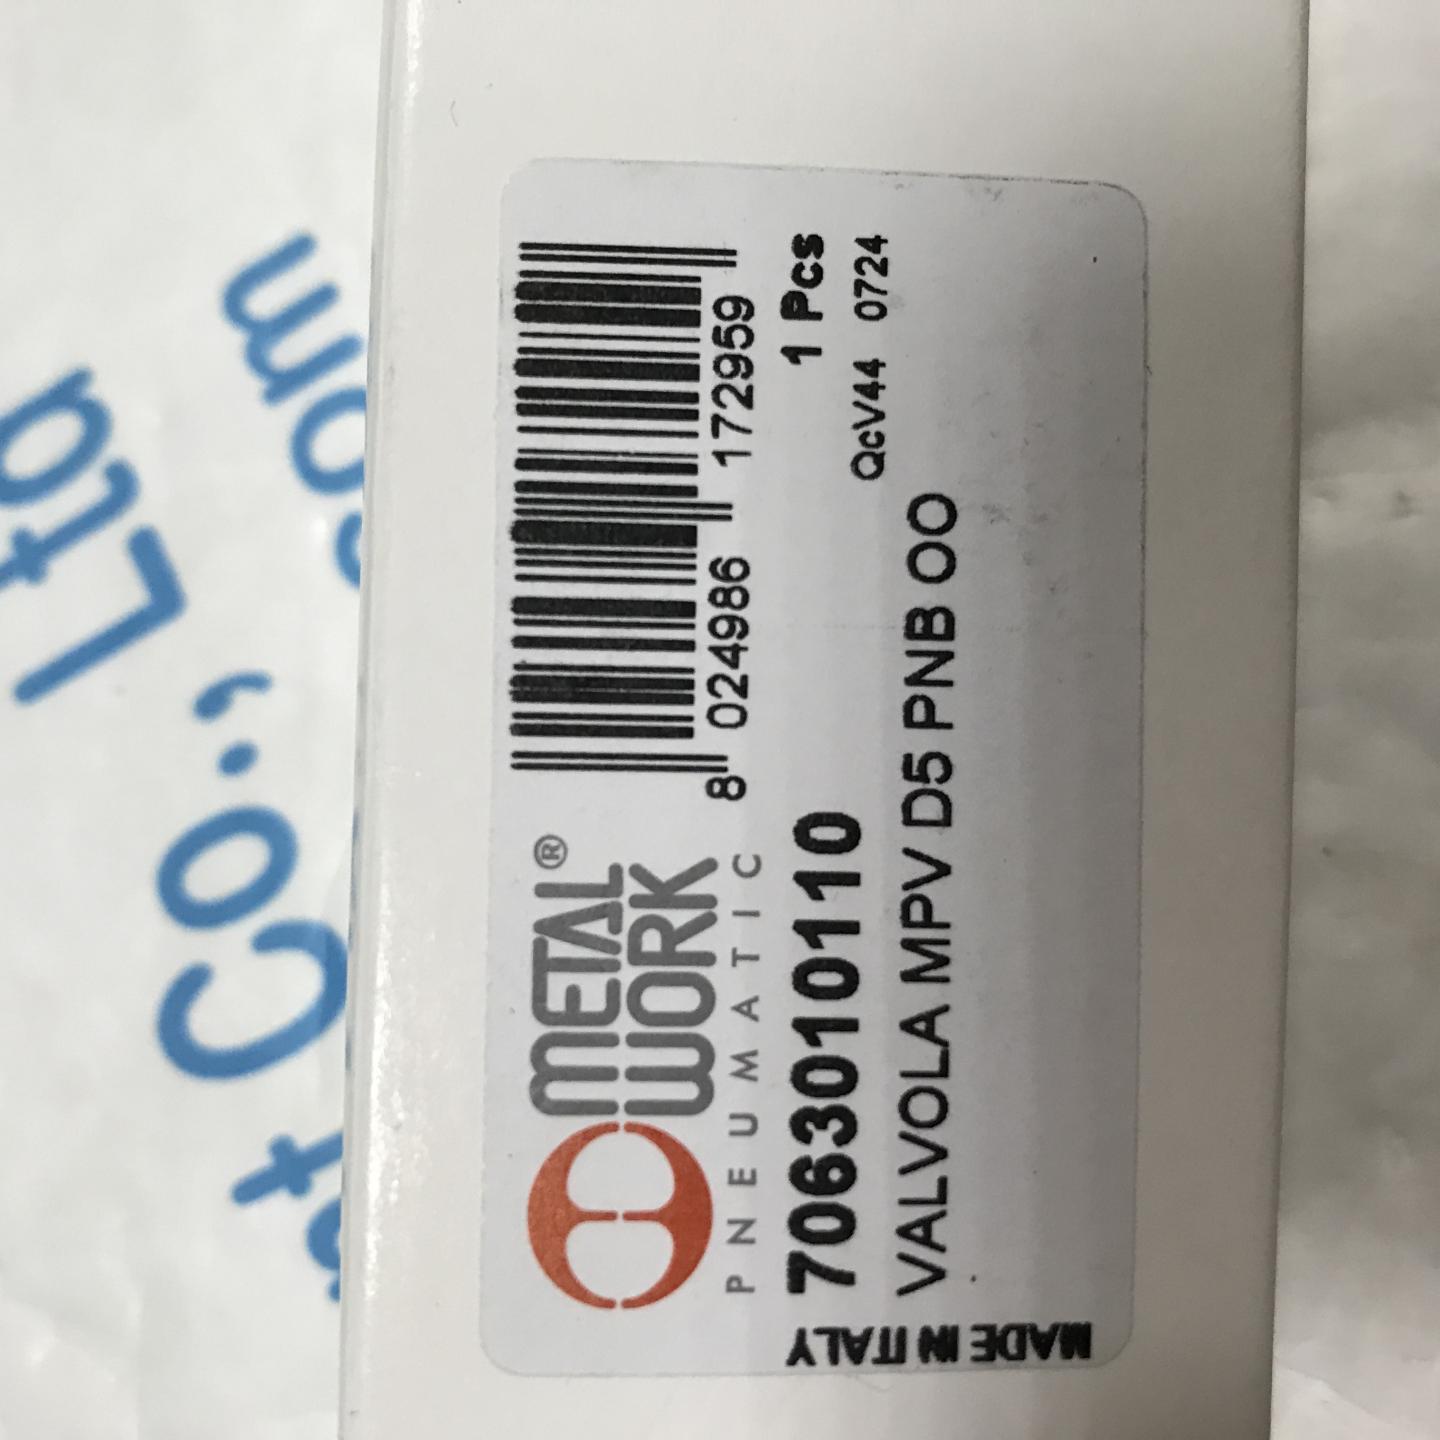 METAL®
WORK
PNEUMATIC
8 024986 172959
7063010110
1 Pcs
VALVOLA MPV D5 PNB OO
QcV44 0724
MADE IN ITALY
Co., Ltd